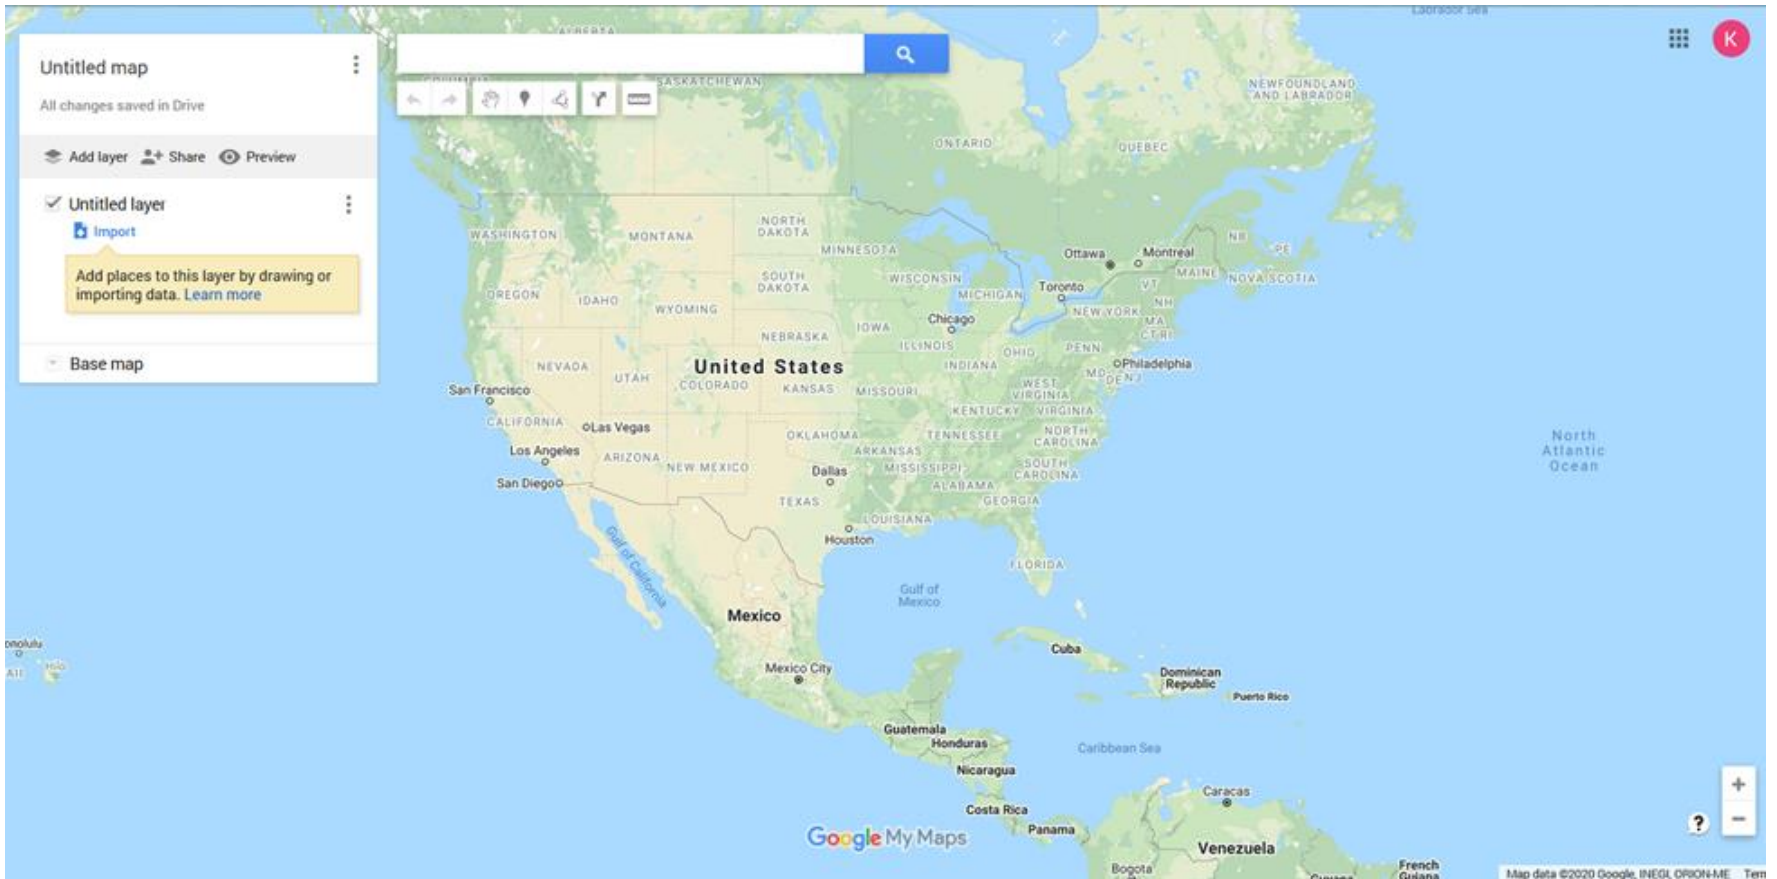 Untitled map
All changes saved in Drive
Add layer Share Preview
Untitled layer
Import
Add places to this layer by drawing or
importing data. Learn more
Base map
K
Labrador Sea
ALBERTA
SASKATCHEWAN
NEWFOUNDLAND
AND LABRADOR
ONTARIO
QUEBEC
WASHINGTON
MONTANA
NORTH
DAKOTA
MINNESOTA
Ottawa
Montreal
NB
PE
MAINE
NOVA SCOTIA
OREGON
IDAHO
WYOMING
SOUTH
DAKOTA
WISCONSIN
MICHIGAN
Toronto
VT
NH
NEW YORK
MA
CT RI
Chicago
IOWA
NEBRASKA
ILLINOIS
INDIANA
OHIO
PENN
Philadelphia
MD
DE NJ
NEVADA
UTAH
United States
COLORADO
KANSAS
MISSOURI
WEST
VIRGINIA
KENTUCKY
VIRGINIA
San Francisco
CALIFORNIA
Las Vegas
Los Angeles
San Diego
ARIZONA
NEW MEXICO
OKLAHOMA
ARKANSAS
TENNESSEE
NORTH
CAROLINA
Dallas
MISSISSIPPI
SOUTH
CAROLINA
ALABAMA
GEORGIA
TEXAS
LOUISIANA
Houston
FLORIDA
North
Atlantic
Ocean
Gulf of California
Gulf of
Mexico
Mexico
Mexico City
Cuba
Dominican
Republic
Puerto Rico
onolulu
Hilo
Guatemala
Honduras
Nicaragua
Caribbean Sea
Costa Rica
Panama
Caracas
Venezuela
Bogota
French
Guiana
Google My Maps
?
Map data ©2020 Google, INEGI, ORION-ME Tern